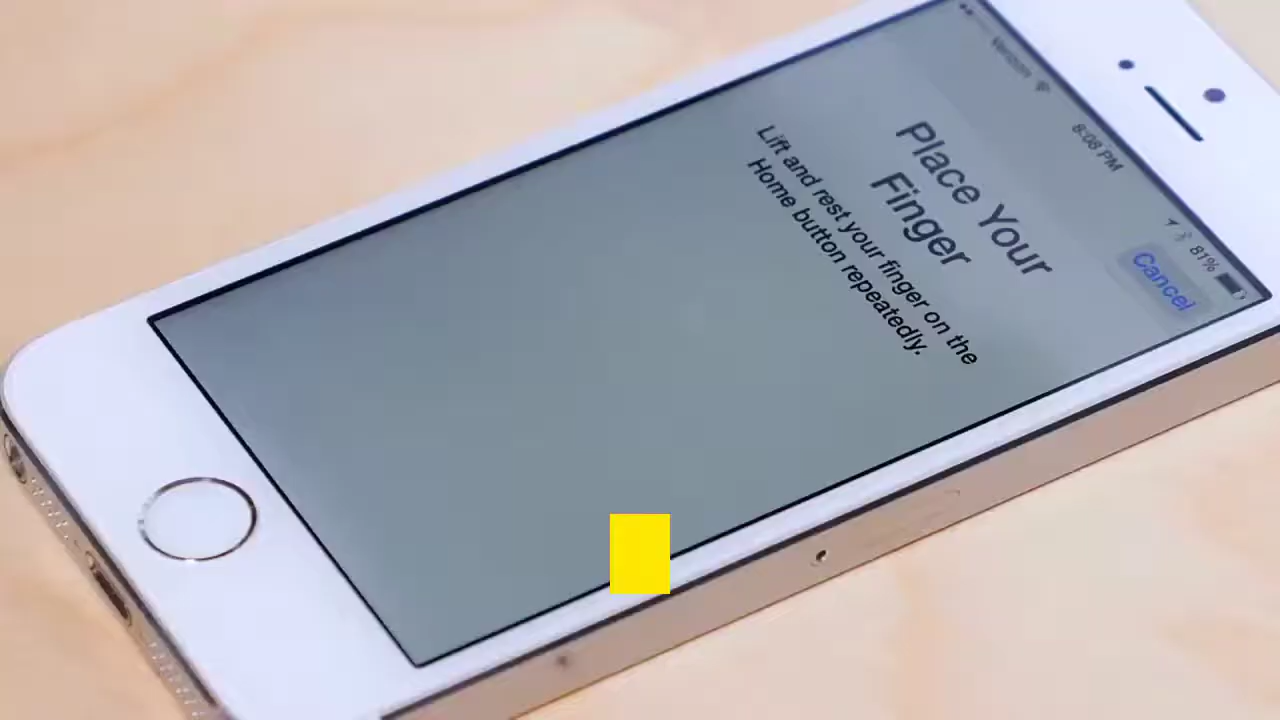 Verizon
8:08 PM
81%
Cancel
Place Your
Finger
Lift and rest your finger on the
Home button repeatedly.